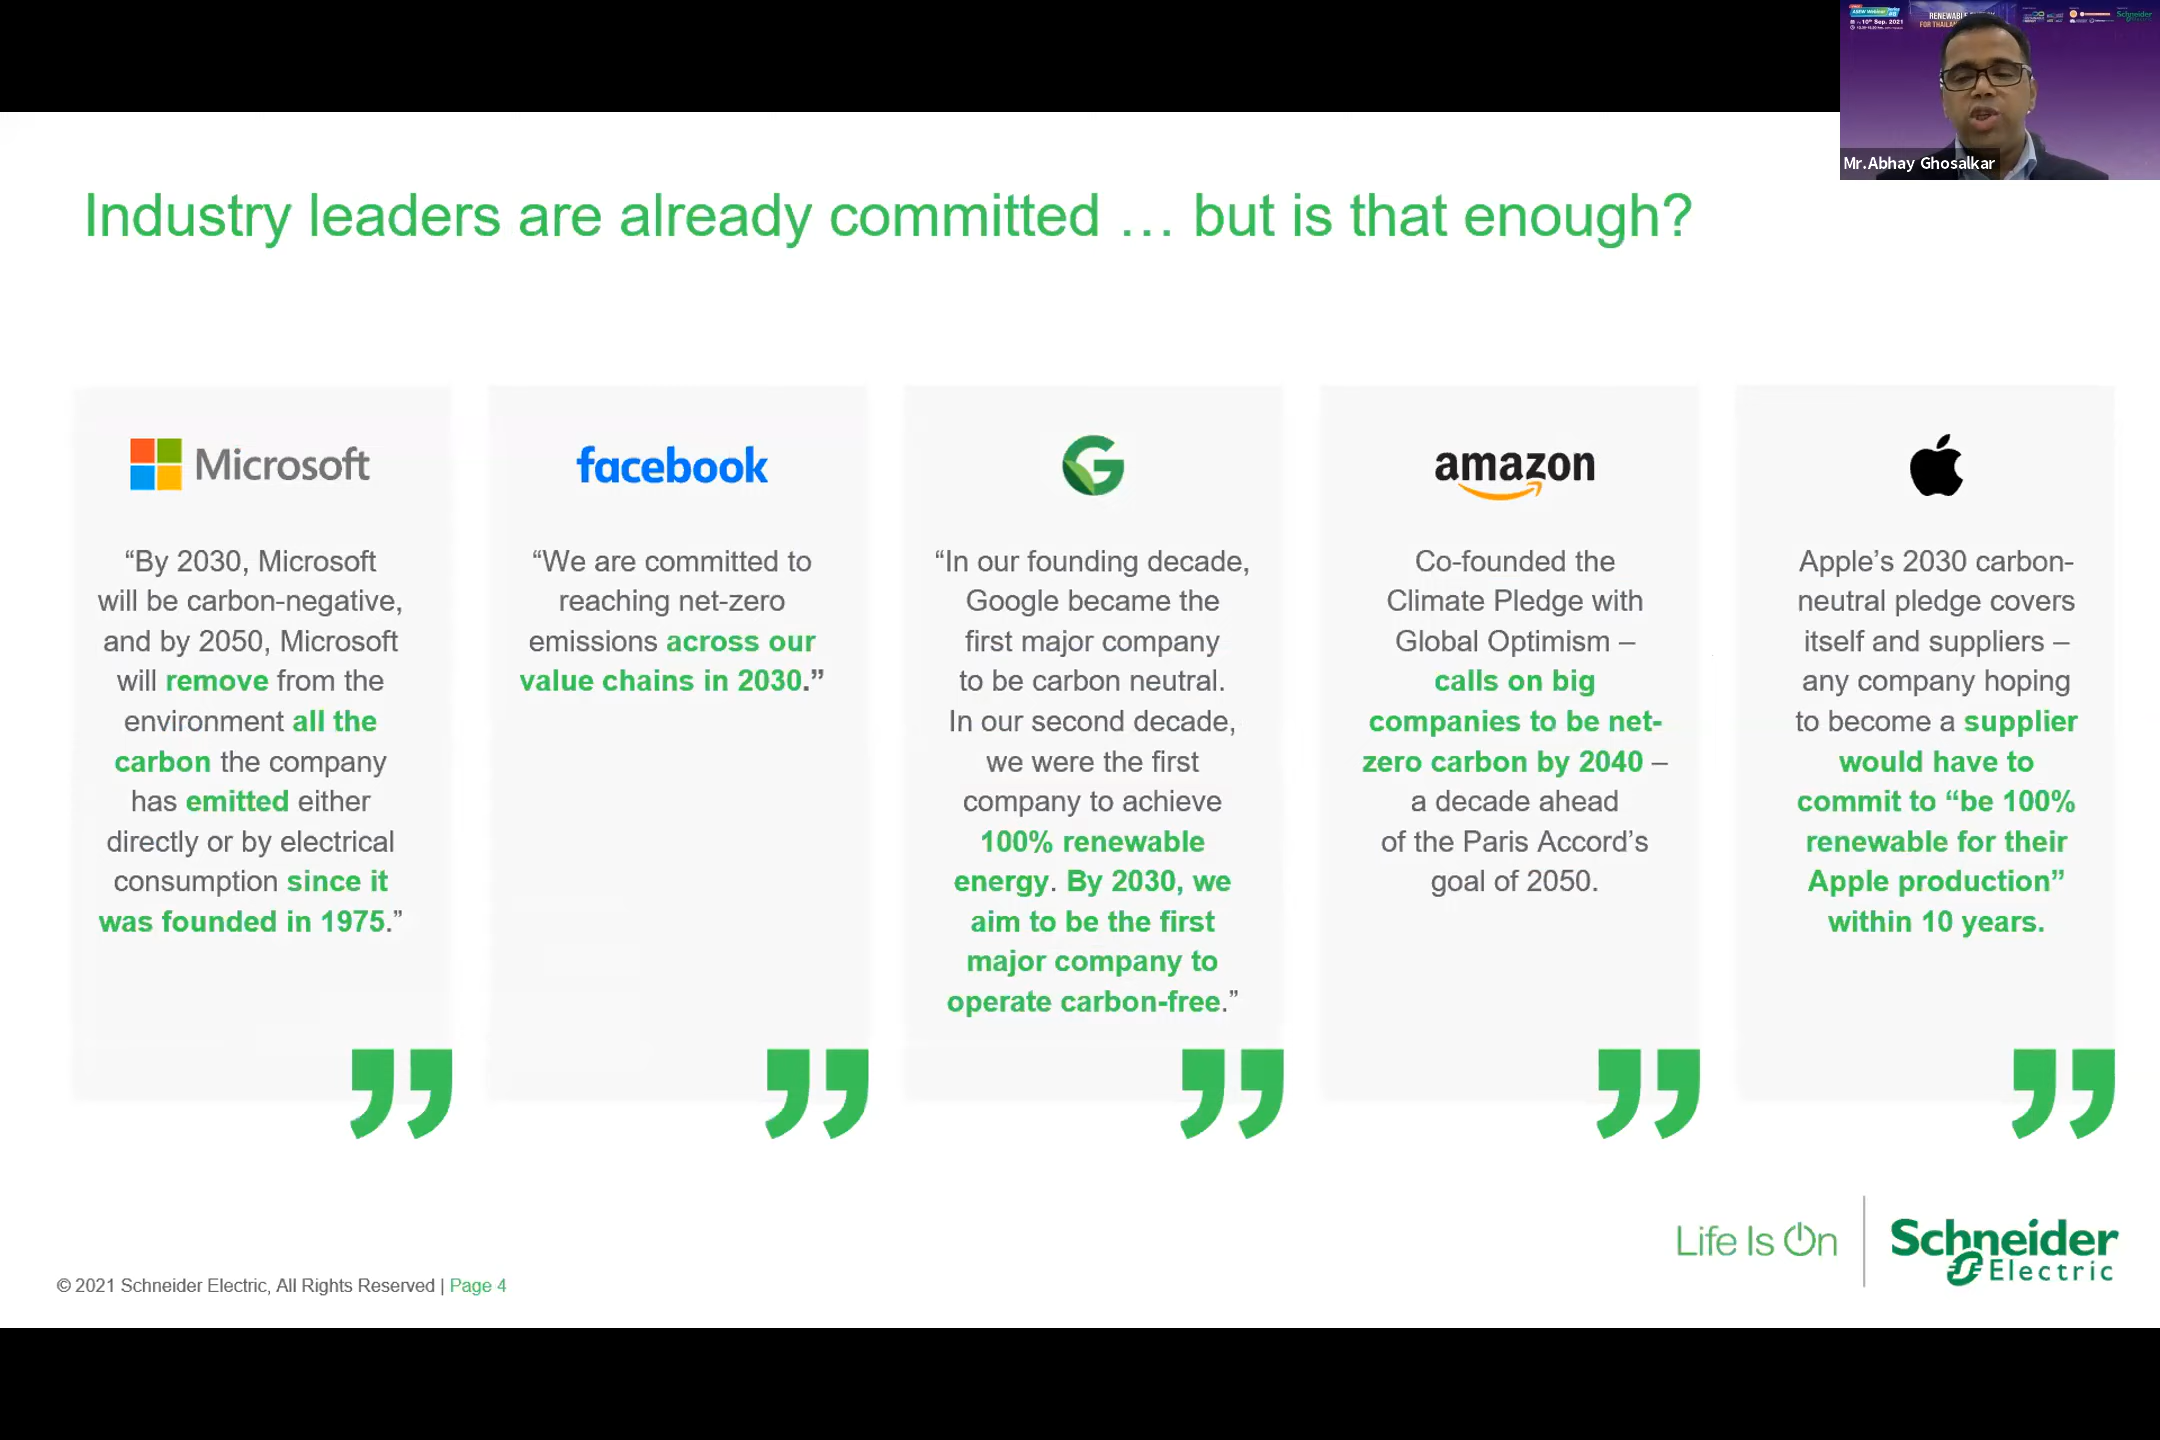 ASEW Webinar
10th Sep. 2021
RENEWABLE
FOR THAILAN
Schneider
Mr.Abhay Ghosalkar
Industry leaders are already committed … but is that enough?
Microsoft
“By 2030, Microsoft
will be carbon-negative,
and by 2050, Microsoft
will remove from the
environment all the
carbon the company
has emitted either
directly or by electrical
consumption since it
was founded in 1975.”
facebook
“We are committed to
reaching net-zero
emissions across our
value chains in 2030.”
G
“In our founding decade,
Google became the
first major company
to be carbon neutral.
In our second decade,
we were the first
company to achieve
100% renewable
energy. By 2030, we
aim to be the first
major company to
operate carbon-free.”
amazon
Co-founded the
Climate Pledge with
Global Optimism –
calls on big
companies to be net-
zero carbon by 2040 –
a decade ahead
of the Paris Accord’s
goal of 2050.
Apple’s 2030 carbon-
neutral pledge covers
itself and suppliers –
any company hoping
to become a supplier
would have to
commit to “be 100%
renewable for their
Apple production”
within 10 years.
Life Is On
Schneider
Electric
© 2021 Schneider Electric, All Rights Reserved | Page 4